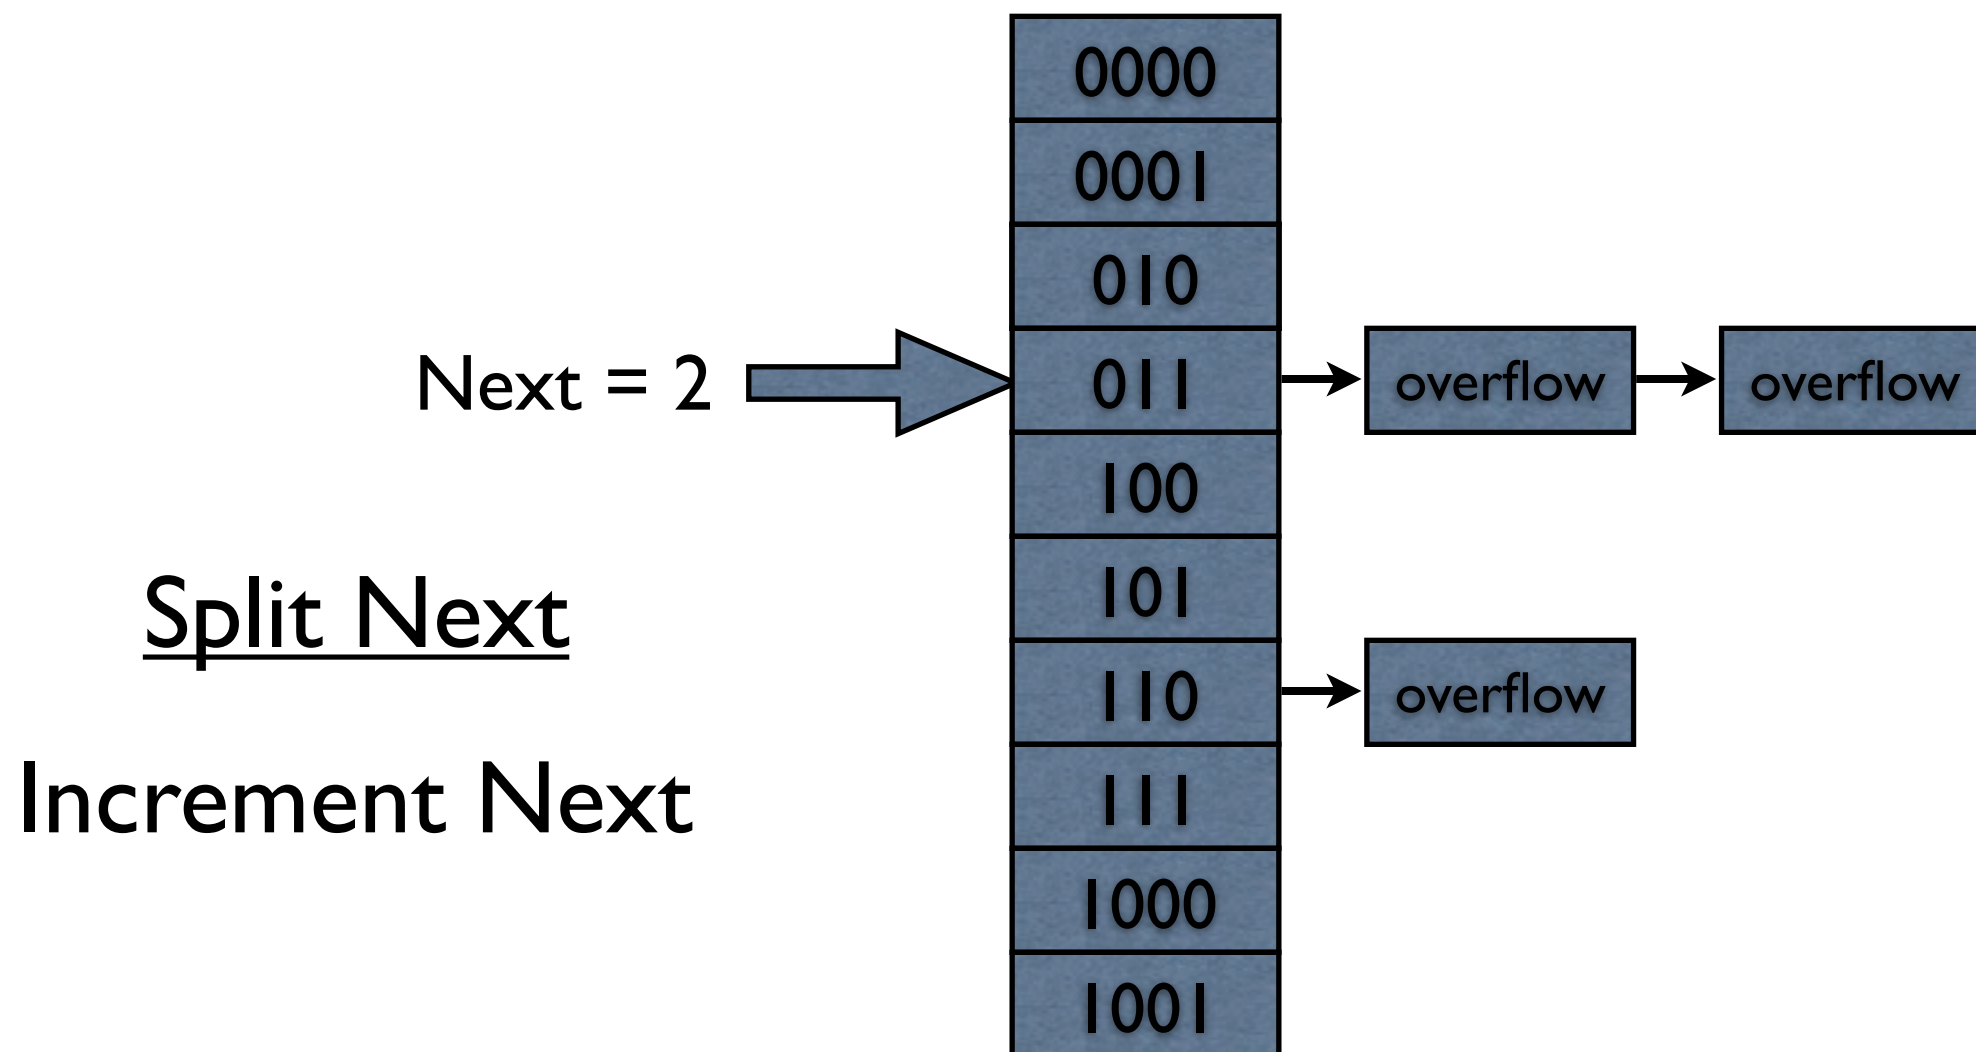 0000
0001
010
Next = 2
011
overflow
overflow
100
101
Split Next
110
overflow
Increment Next
111
1000
1001